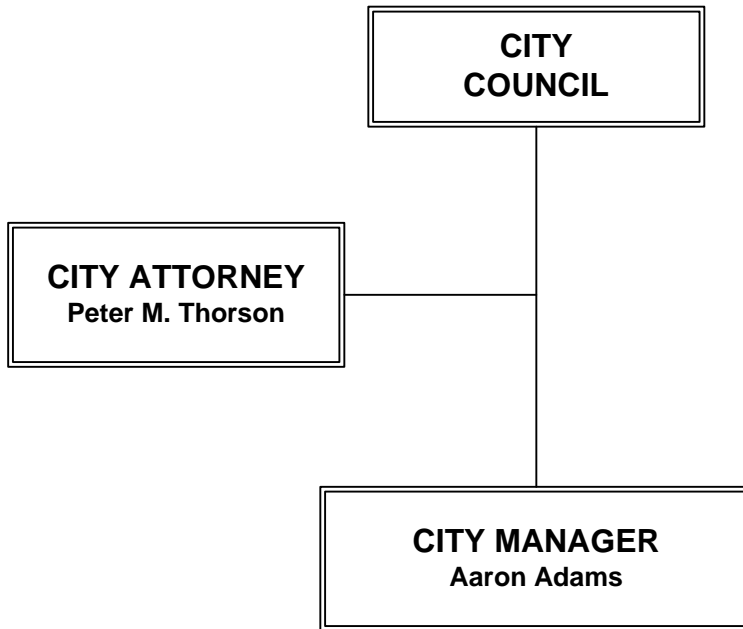 CITY
COUNCIL
CITY ATTORNEY
Peter M. Thorson
CITY MANAGER
Aaron Adams